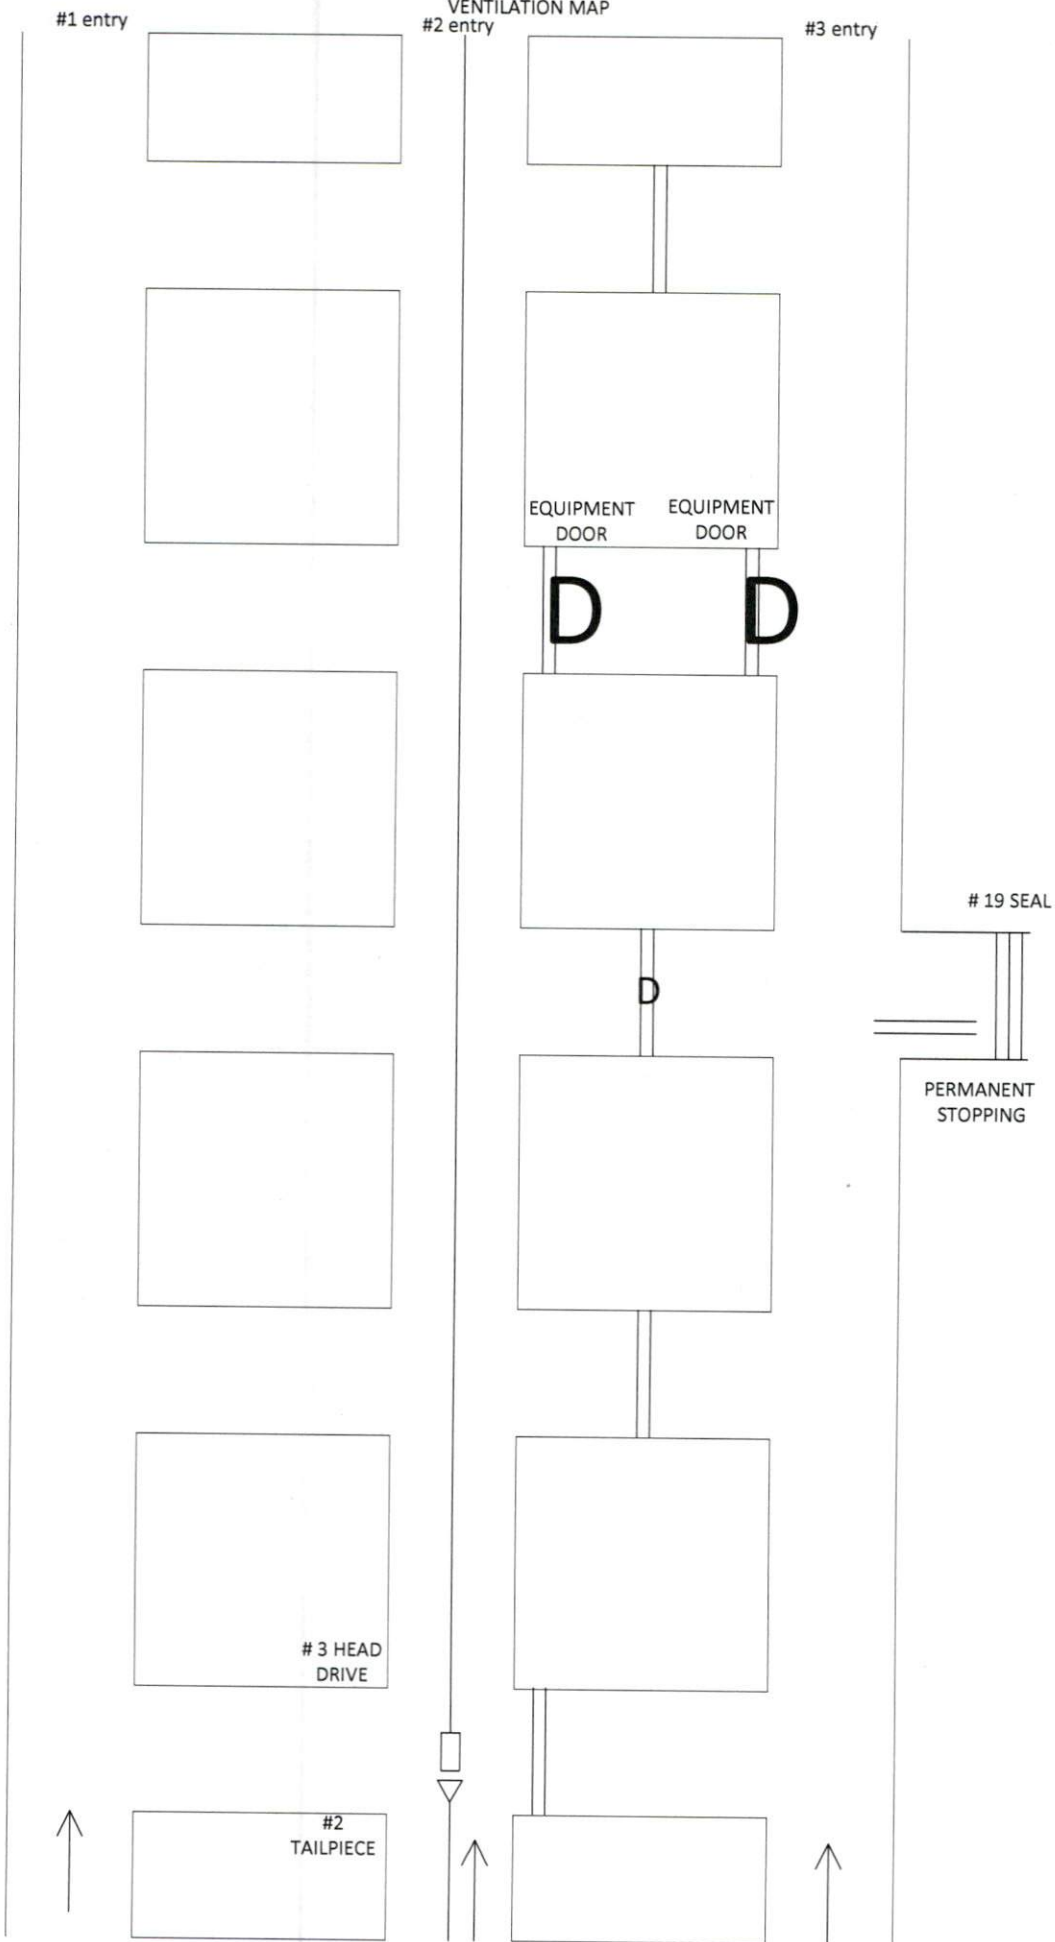 VENTILATION MAP
#1 entry
#2 entry
#3 entry
EQUIPMENT
DOOR
EQUIPMENT
DOOR
D
D
# 19 SEAL
D
PERMANENT
STOPPING
# 3 HEAD
DRIVE
#2
TAILPIECE